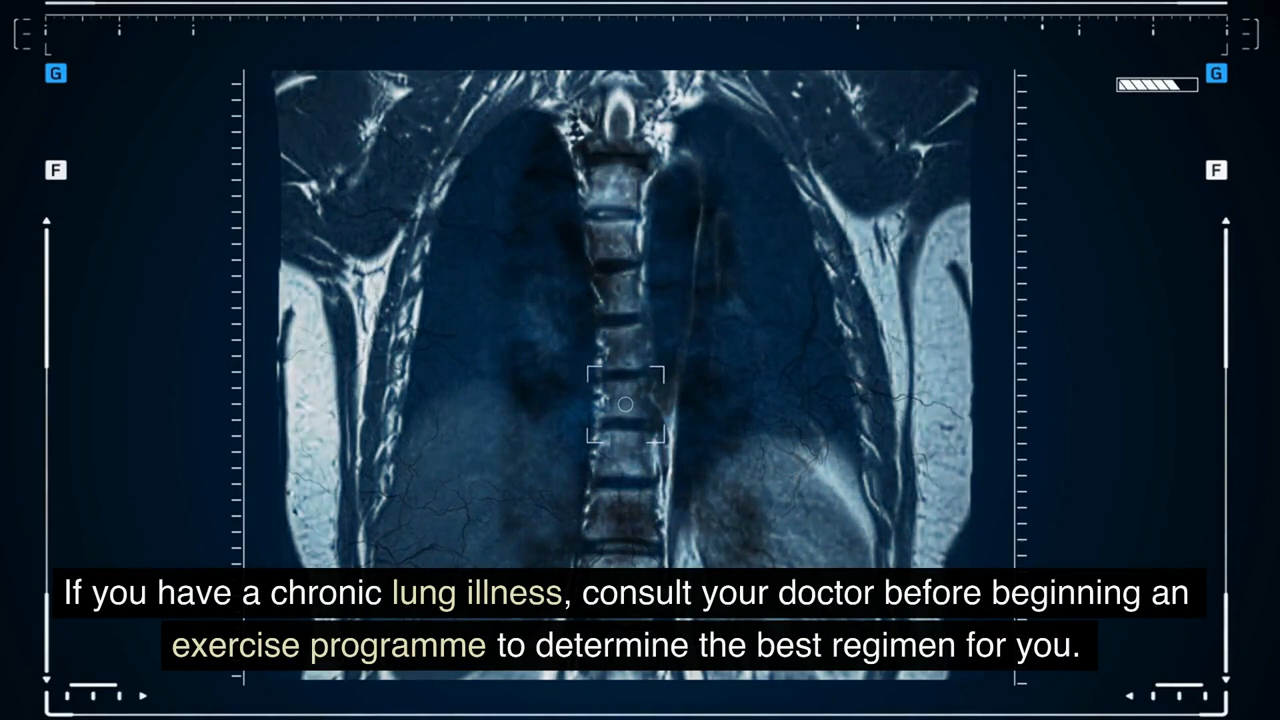 G
G
F
F
If you have a chronic lung illness, consult your doctor before beginning an
exercise programme to determine the best regimen for you.